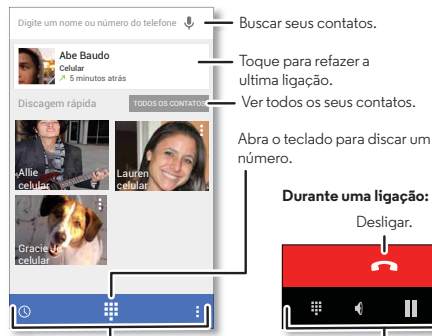 Digite um nome ou número do telefone
Buscar seus contatos.
Abe Baudo
Celular
5 minutos atrás
Toque para refazer a
ultima ligação.
Discagem rápida
TODOS OS CONTATOS
Ver todos os seus contatos.
Abra o teclado para discar um
número.
Allie
celular
Lauren
celular
Gracie
celular
Durante uma ligação:
Desligar.